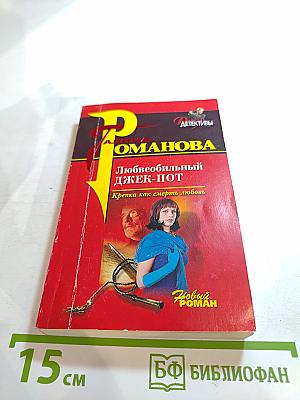 ДЕТЕКТИВЫ
РОМАНОВА
Любвеобильный
ДЖЕК-ПОТ
Крепка как смерть любовь
Новый
РОМАН
15 см
БФ БИБЛИОФАН